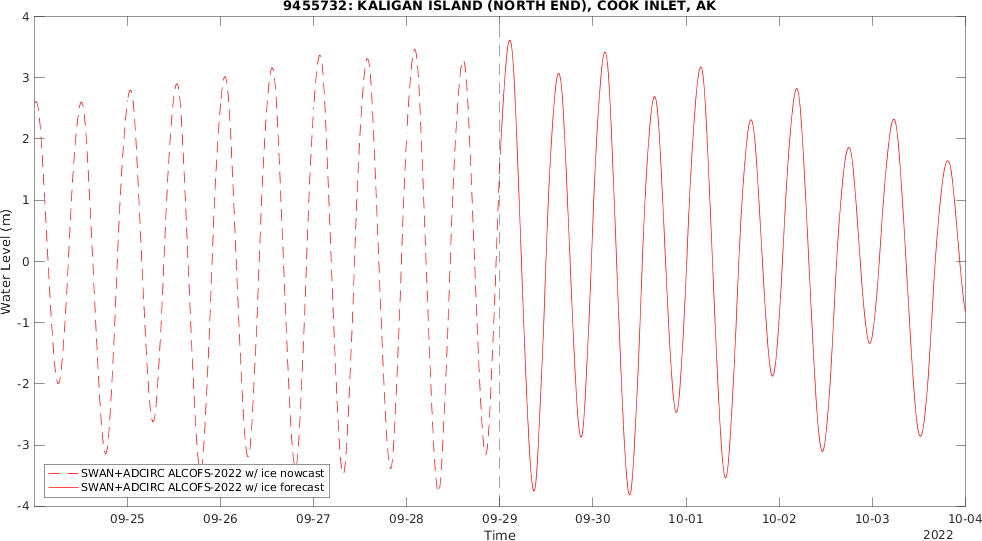 9455732: KALIGAN ISLAND (NORTH END), COOK INLET, AK
4
3
2
1
0
-1
-2
-3
-4
Water Level (m)
SWAN+ADCIRC ALCOFS-2022 w/ ice nowcast
SWAN+ADCIRC ALCOFS-2022 w/ ice forecast
09-25 09-26 09-27 09-28 09-29 09-30 10-01 10-02 10-03 10-04
Time
2022